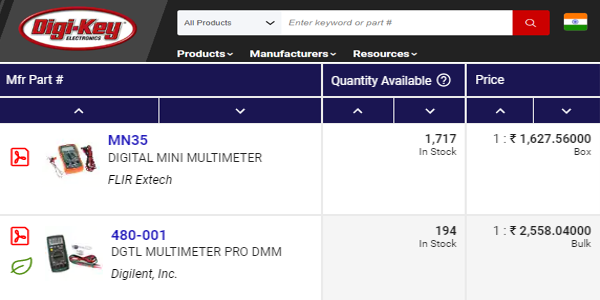 Digi-Key
ELECTRONICS
All Products
Enter keyword or part #
Products
Manufacturers
Resources
Mfr Part #
Quantity Available
Price
MN35
DIGITAL MINI MULTIMETER
FLIR Extech
1,717
In Stock
1 : ₹ 1,627.56000
Box
480-001
DGTL MULTIMETER PRO DMM
Digilent, Inc.
194
In Stock
1 : ₹ 2,558.04000
Bulk